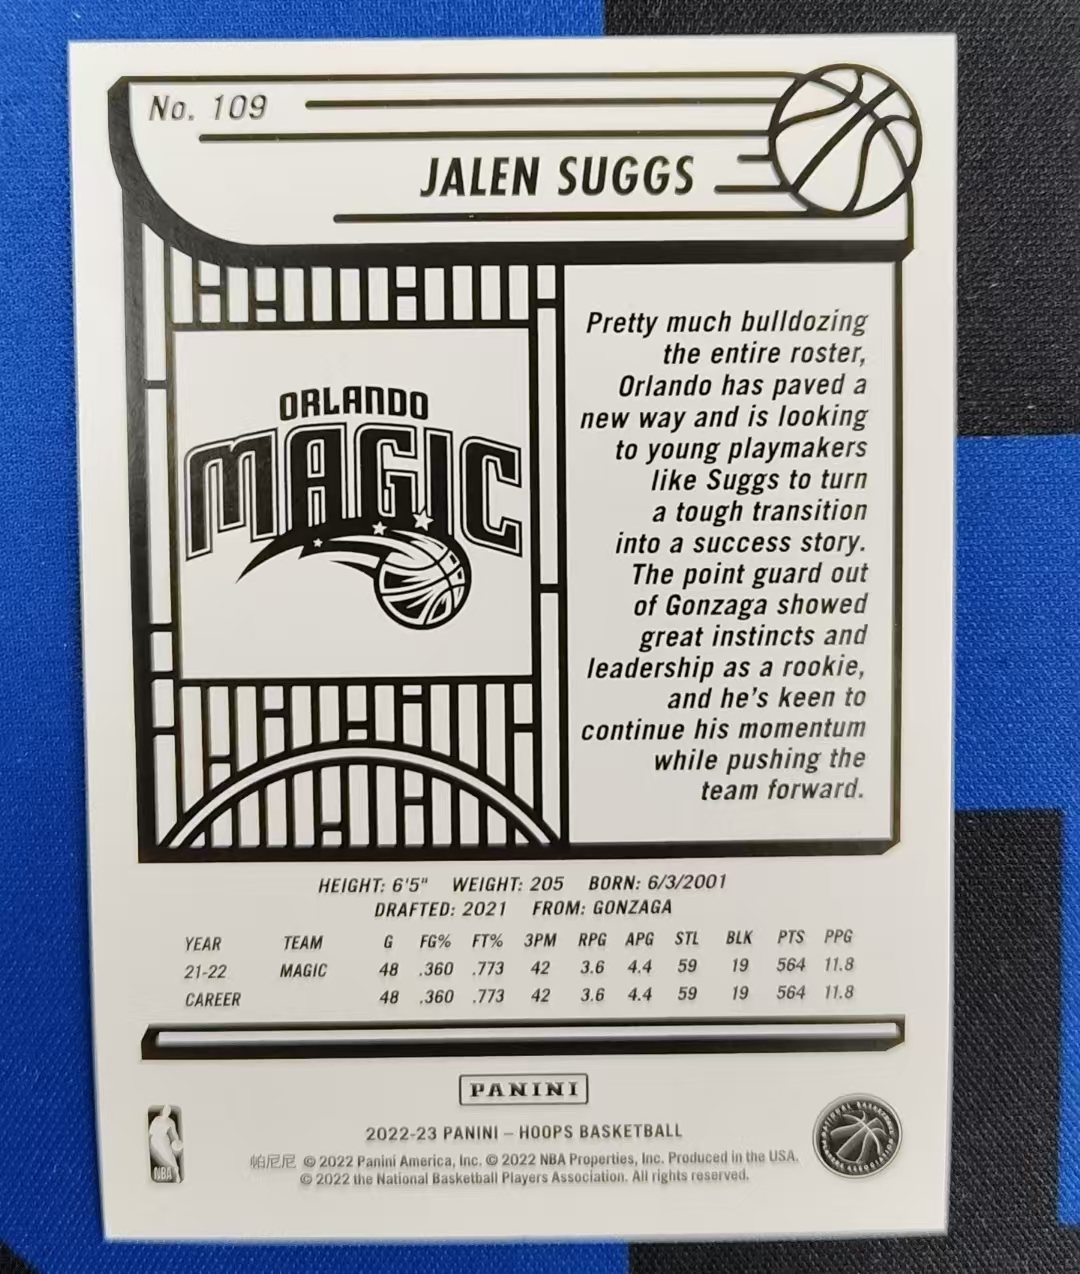 No. 109
JALEN SUGGS
ORLANDO
MAGIC
Pretty much bulldozing
the entire roster,
Orlando has paved a
new way and is looking
to young playmakers
like Suggs to turn
a tough transition
into a success story.
The point guard out
of Gonzaga showed
great instincts and
leadership as a rookie,
and he's keen to
continue his momentum
while pushing the
team forward.
HEIGHT: 6'5" WEIGHT: 205 BORN: 6/3/2001
DRAFTED: 2021 FROM: GONZAGA
YEAR TEAM G FG% FT% 3PM RPG APG STL BLK PTS PPG
21-22 MAGIC 48 .360 .773 42 3.6 4.4 59 19 564 11.8
CAREER 48 .360 .773 42 3.6 4.4 59 19 564 11.8
PANINI
2022-23 PANINI – HOOPS BASKETBALL
帕尼尼 © 2022 Panini America, Inc. © 2022 NBA Properties, Inc. Produced in the USA.
© 2022 the National Basketball Players Association. All rights reserved.
NBA
NATIONAL BASKETBALL PLAYERS ASSOCIATION